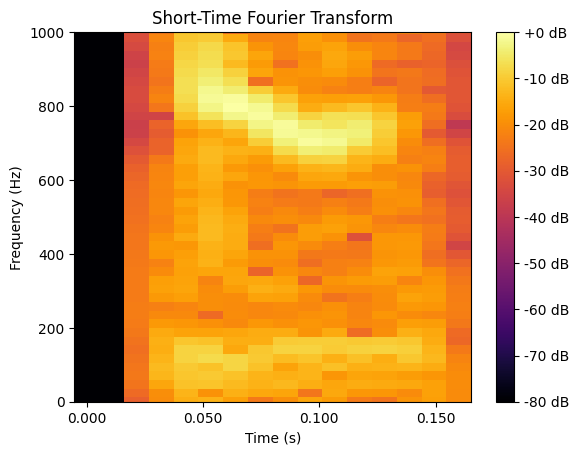 Short-Time Fourier Transform
1000
800
600
400
200
0
Frequency (Hz)
0.000
0.050
0.100
0.150
Time (s)
+0 dB
-10 dB
-20 dB
-30 dB
-40 dB
-50 dB
-60 dB
-70 dB
-80 dB